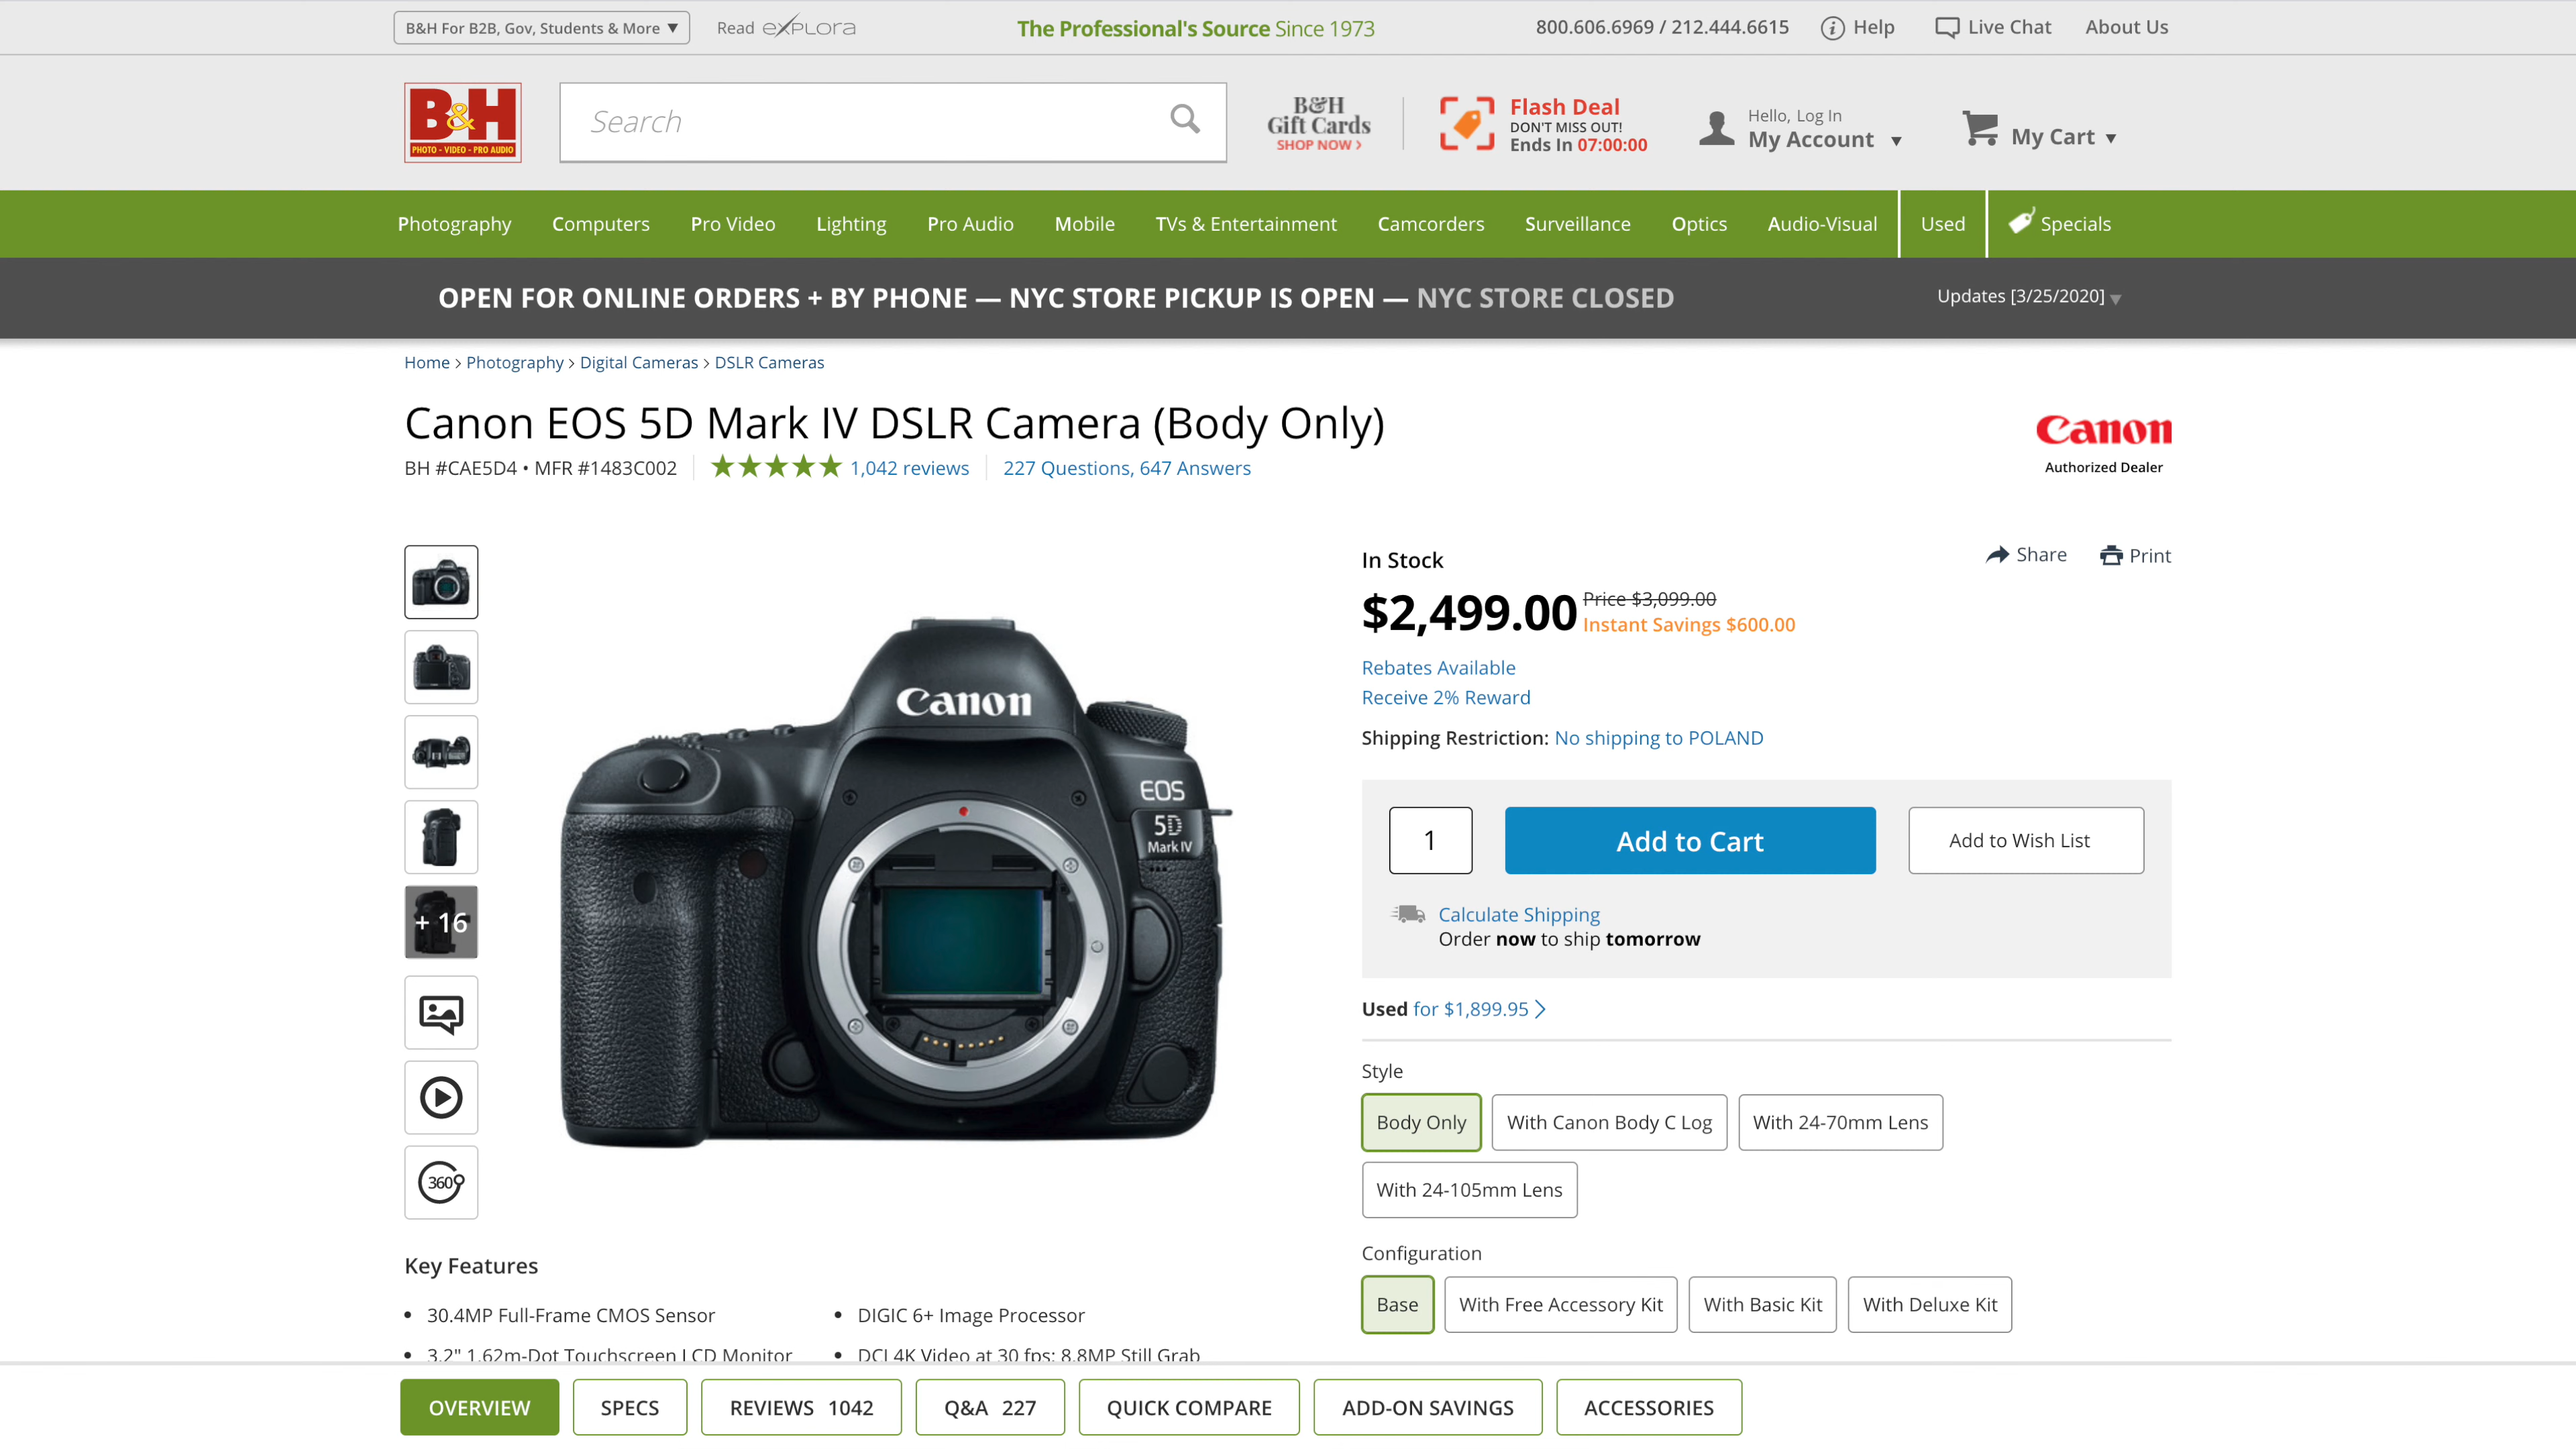 B&H For B2B, Gov, Students & More ▼ Read eXPLORA The Professional's Source Since 1973 800.606.6969 / 212.444.6615 Help Live Chat About Us
B&H
PHOTO - VIDEO - PRO AUDIO
Search
B&H
Gift Cards
SHOP NOW >
Flash Deal
DON'T MISS OUT!
Ends In 07:00:00
Hello, Log In
My Account ▼
My Cart ▼
Photography Computers Pro Video Lighting Pro Audio Mobile TVs & Entertainment Camcorders Surveillance Optics Audio-Visual Used Specials
OPEN FOR ONLINE ORDERS + BY PHONE — NYC STORE PICKUP IS OPEN — NYC STORE CLOSED Updates [3/25/2020] ▼
Home > Photography > Digital Cameras > DSLR Cameras
Canon EOS 5D Mark IV DSLR Camera (Body Only)
BH #CAE5D4 • MFR #1483C002 1,042 reviews 227 Questions, 647 Answers
Canon
Authorized Dealer
+ 16
360
Canon
EOS
5D
Mark IV
In Stock
Share Print
$2,499.00 Price $3,099.00
Instant Savings $600.00
Rebates Available
Receive 2% Reward
Shipping Restriction: No shipping to POLAND
1 Add to Cart Add to Wish List
Calculate Shipping
Order now to ship tomorrow
Used for $1,899.95 >
Style
Body Only With Canon Body C Log With 24-70mm Lens
With 24-105mm Lens
Configuration
Base With Free Accessory Kit With Basic Kit With Deluxe Kit
Key Features
• 30.4MP Full-Frame CMOS Sensor
• DIGIC 6+ Image Processor
• 3.2" 1.62m-Dot Touchscreen LCD Monitor
• DCI 4K Video at 30 fps; 8.8MP Still Grab
OVERVIEW SPECS REVIEWS 1042 Q&A 227 QUICK COMPARE ADD-ON SAVINGS ACCESSORIES